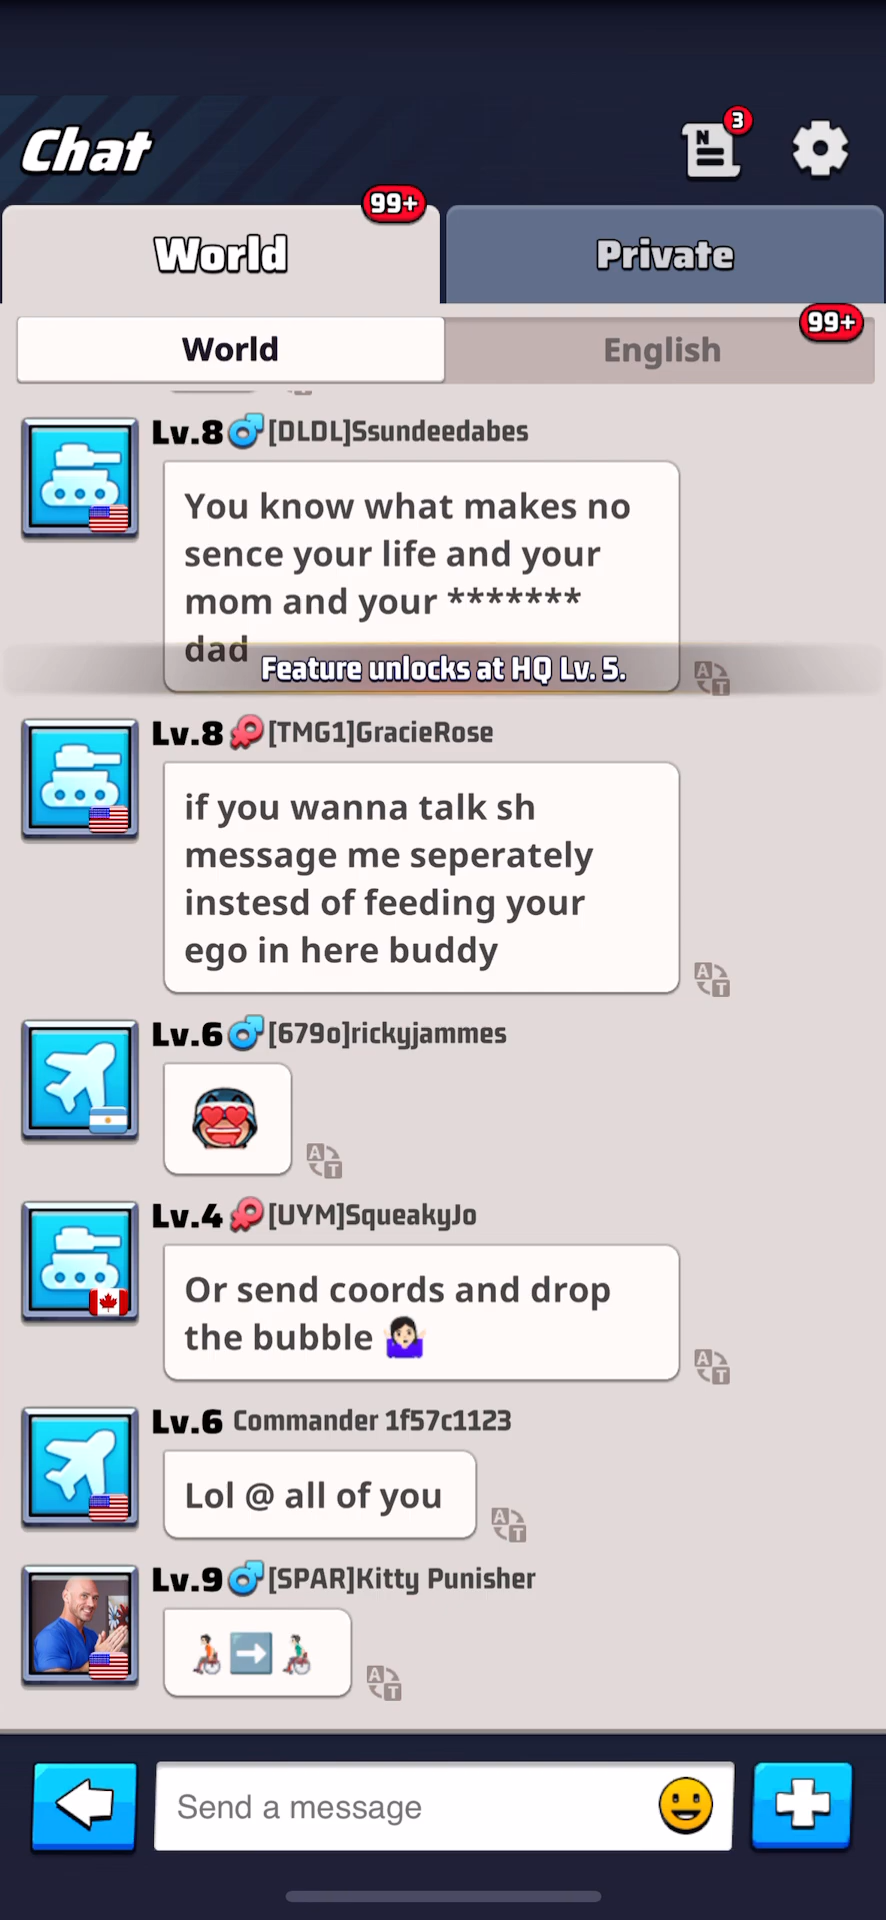 Chat
3
99+
World
Private
99+
World
English
Lv.8 [DLDL]Ssundeedabes
You know what makes no
sence your life and your
mom and your *******
dad
Feature unlocks at HQ Lv. 5.
Lv.8 [TMG1]GracieRose
if you wanna talk sh
message me seperately
instesd of feeding your
ego in here buddy
Lv.6 [679o]rickyjammes
Lv.4 [UYM]SqueakyJo
Or send coords and drop
the bubble 🤷🏻‍♀️
Lv.6 Commander 1f57c1123
Lol @ all of you
Lv.9 [SPAR]Kitty Punisher
Send a message